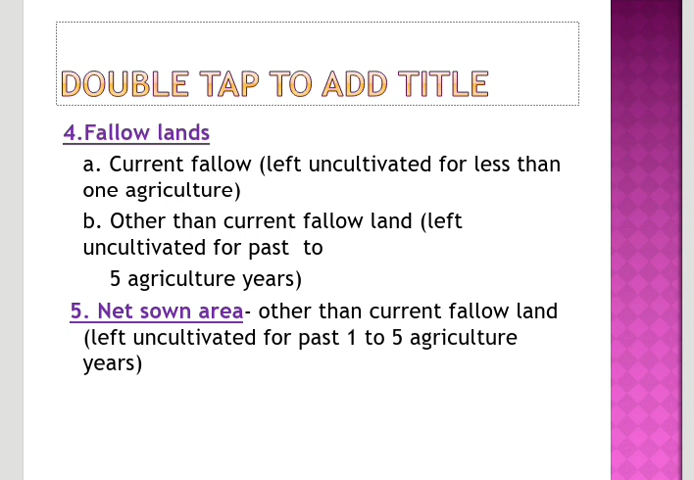 DOUBLE TAP TO ADD TITLE
4.Fallow lands
a. Current fallow (left uncultivated for less than
one agriculture)
b. Other than current fallow land (left
uncultivated for past  to
5 agriculture years)
5. Net sown area- other than current fallow land
(left uncultivated for past 1 to 5 agriculture
years)